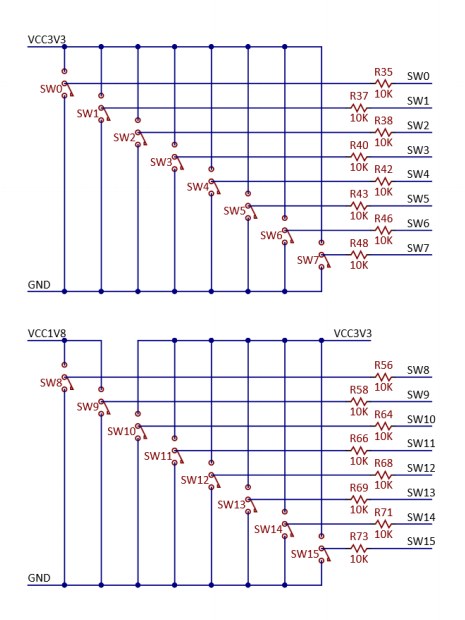 VCC3V3
R35 SW0
SW0 10K
R37 SW1
SW1 10K
R38 SW2
SW2 10K
R40 SW3
SW3 10K
R42 SW4
SW4 10K
R43 SW5
SW5 10K
R46 SW6
SW6 10K
R48 SW7
SW7 10K
GND
VCC1V8 VCC3V3
R56 SW8
SW8 10K
R58 SW9
SW9 10K
R64 SW10
SW10 10K
R66 SW11
SW11 10K
R68 SW12
SW12 10K
R69 SW13
SW13 10K
R71 SW14
SW14 10K
R73 SW15
SW15 10K
GND